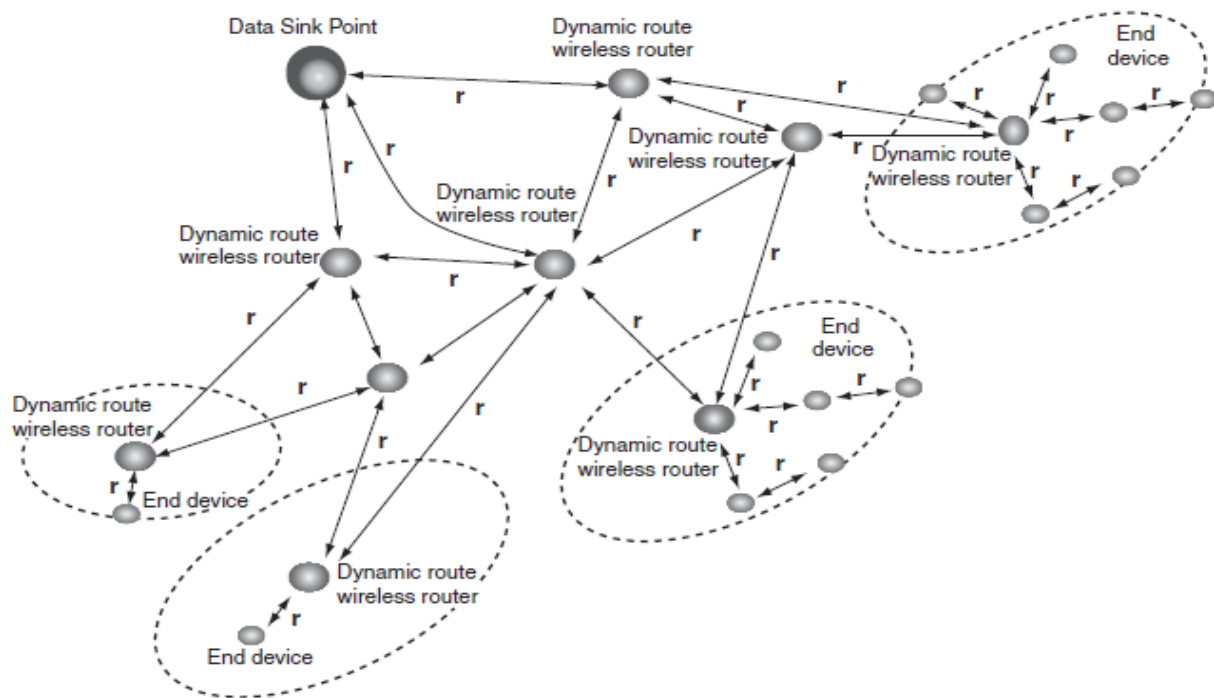 Data Sink Point
Dynamic route
wireless router
End
device
r
r
r
r
r
r
r
r
Dynamic route
wireless router
r
Dynamic route
wireless router
r
r
r
r
Dynamic route
wireless router
r
Dynamic route
wireless router
r
r
r
r
r
End
device
r
r
r
r
Dynamic route
wireless router
r
r
r
r
Dynamic route
wireless router
r
r
r
End device
Dynamic route
wireless router
r
End device